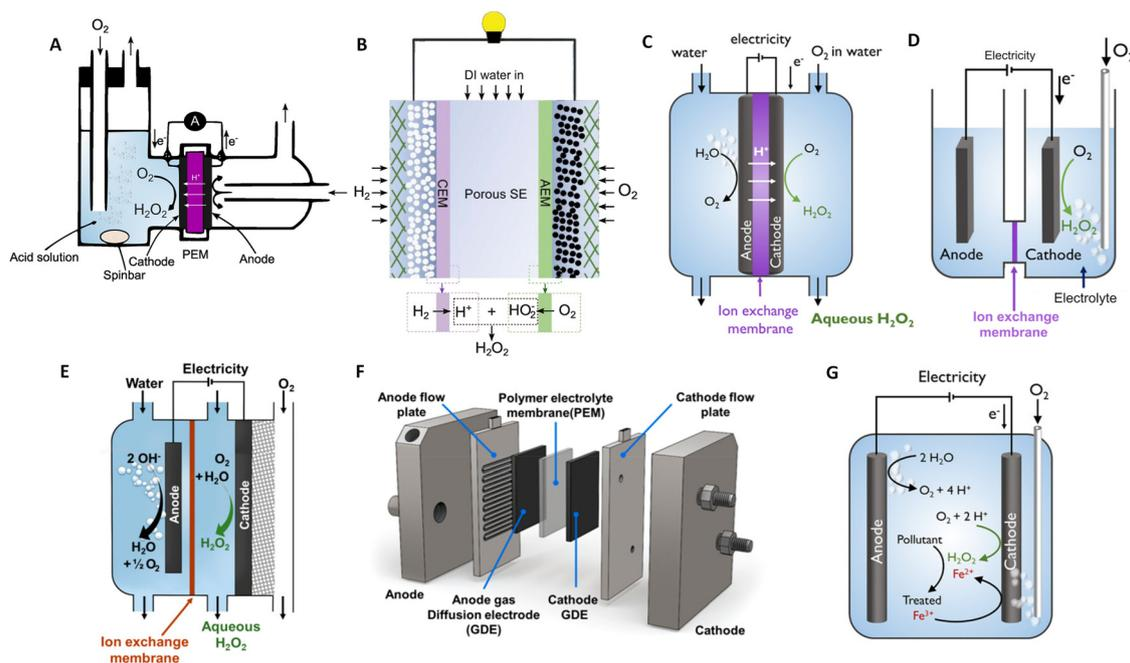 A
O2
A
e-
e-
H+
O2
H2O2
H2
Acid solution
Spinbar
Cathode
PEM
Anode
B
DI water in
CEM
Porous SE
AEM
H2
O2
H2
H+
+
HO2-
O2
H2O2
C
electricity
water
e-
O2 in water
H2O
H+
O2
O2
H2O2
Anode
Cathode
Ion exchange
membrane
Aqueous H2O2
D
Electricity
e-
O2
O2
H2O2
Anode
Cathode
Electrolyte
Ion exchange
membrane
E
Electricity
Water
O2
2 OH-
O2
+H2O
Anode
Cathode
H2O2
H2O
+ ½ O2
Ion exchange
membrane
Aqueous
H2O2
F
Anode flow
plate
Polymer electrolyte
membrane(PEM)
Cathode flow
plate
Anode
Anode gas
Diffusion electrode
(GDE)
Cathode
GDE
Cathode
G
Electricity
e-
O2
2 H2O
O2 + 4 H+
O2 + 2 H+
Anode
Cathode
Pollutant
H2O2
Fe2+
Treated
Fe3+